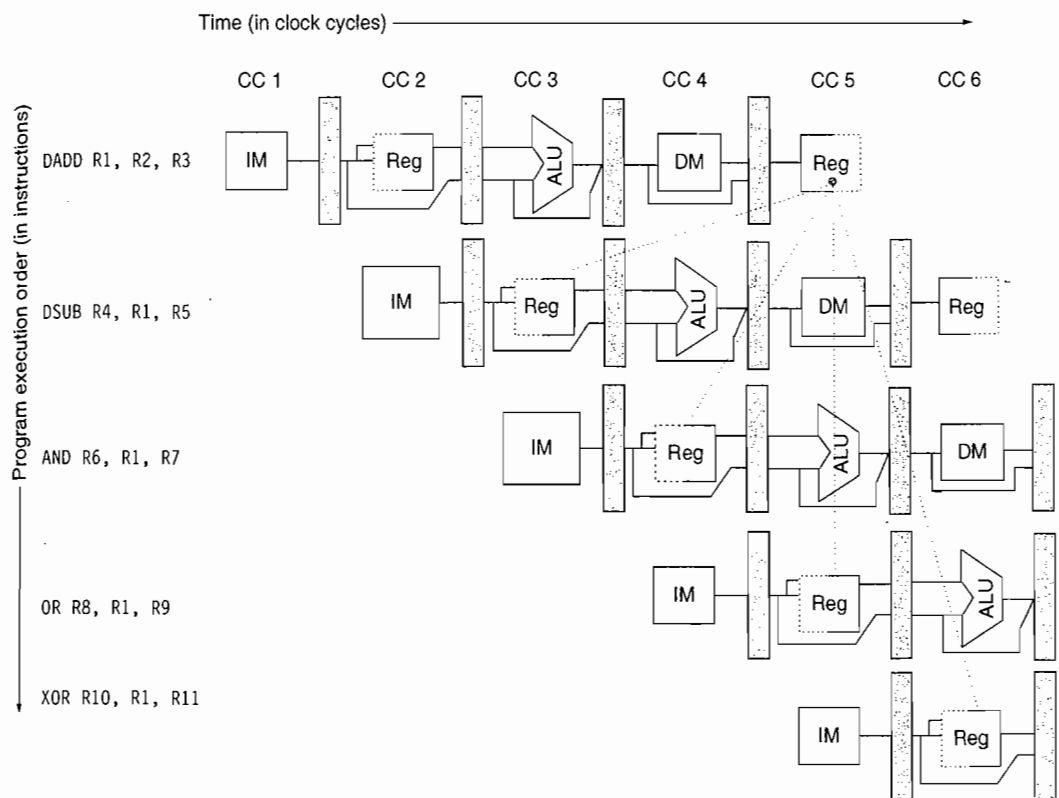 Time (in clock cycles)
CC 1 CC 2 CC 3 CC 4 CC 5 CC 6
Program execution order (in instructions)
DADD R1, R2, R3
IM Reg ALU DM Reg
DSUB R4, R1, R5
IM Reg ALU DM Reg
AND R6, R1, R7
IM Reg ALU DM
OR R8, R1, R9
IM Reg ALU
XOR R10, R1, R11
IM Reg